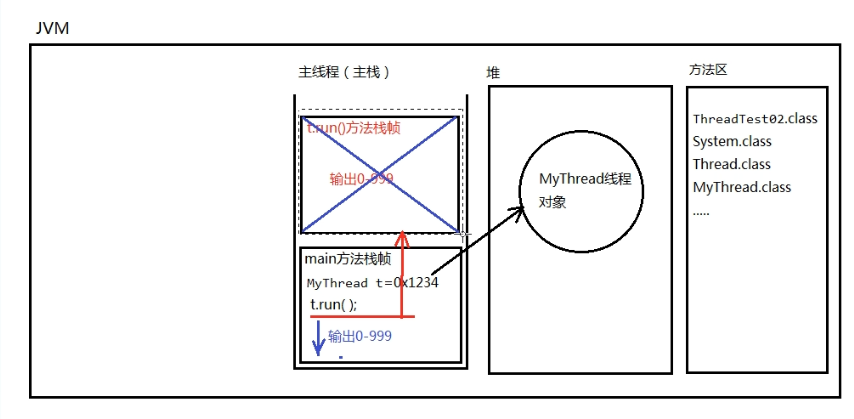 JVM
主线程（主栈）
堆
方法区
t.run()方法栈帧
输出0-999
MyThread线程
对象
ThreadTest02.class
System.class
Thread.class
MyThread.class
.....
main方法栈帧
MyThread t=0x1234
t.run( );
输出0-999